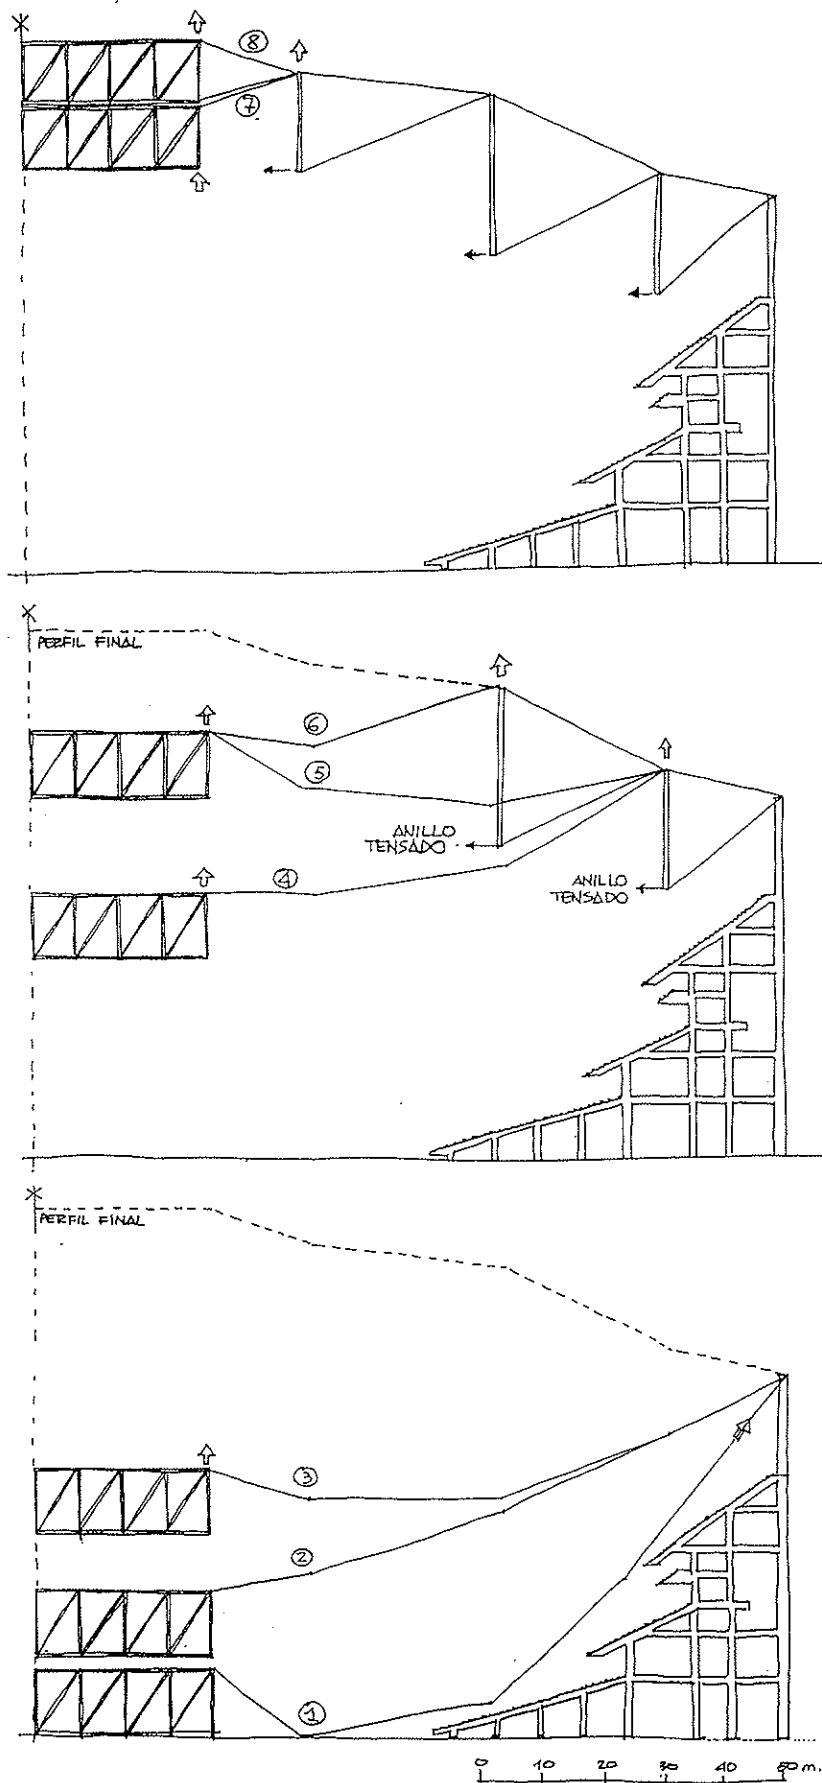 8
7
PERFIL FINAL
6
5
ANILLO
TENSADO
4
ANILLO
TENSADO
PERFIL FINAL
3
2
1
0 10 20 30 40 50 m.